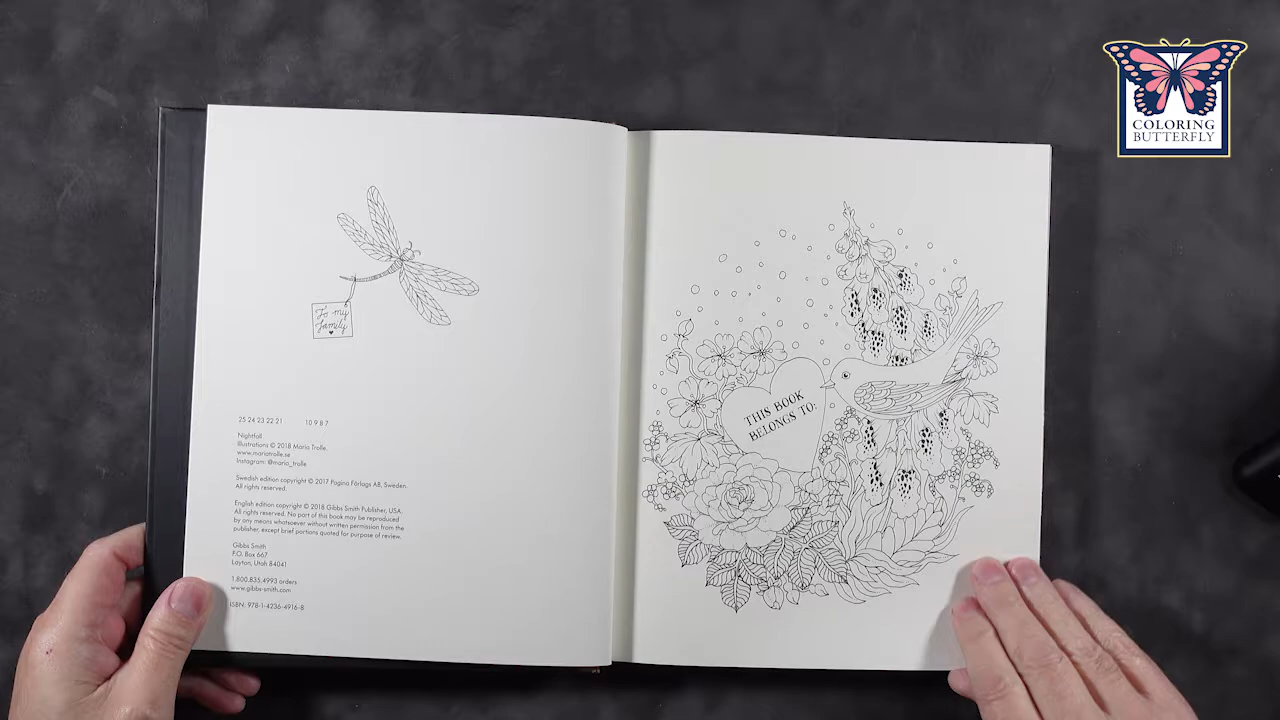 COLORING
BUTTERFLY
To my
Family
25 24 23 22 21 10 9 8 7
Nightfall
Illustrations © 2018 Maria Trolle.
www.mariatrolle.se
Instagram: @maria_trolle
Swedish edition copyright © 2017 Pagina Förlags AB, Sweden.
All rights reserved.
English edition copyright © 2018 Gibbs Smith Publisher, USA.
All rights reserved. No part of this book may be reproduced
by any means whatsoever without written permission from the
publisher, except brief portions quoted for purpose of review.
Gibbs Smith
P.O. Box 667
Layton, Utah 84041
1.800.835.4993 orders
www.gibbs-smith.com
ISBN: 978-1-4236-4916-8
THIS BOOK
BELONGS TO: